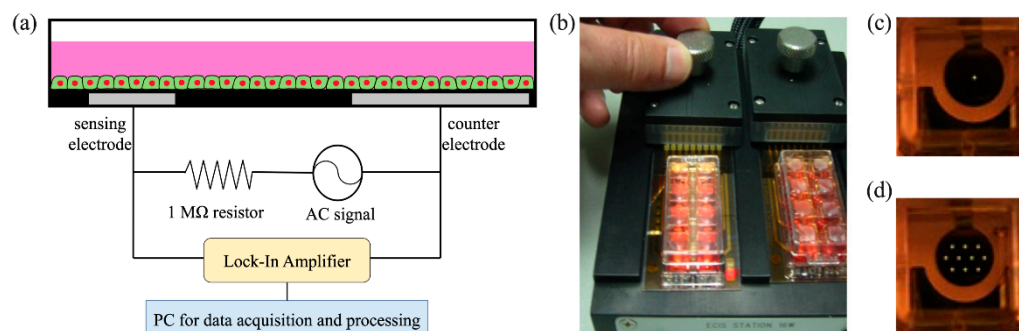 (a)
sensing
electrode
counter
electrode
1 MΩ resistor
AC signal
Lock-In Amplifier
PC for data acquisition and processing
(b)
ECIS STATION 16W
(c)
(d)